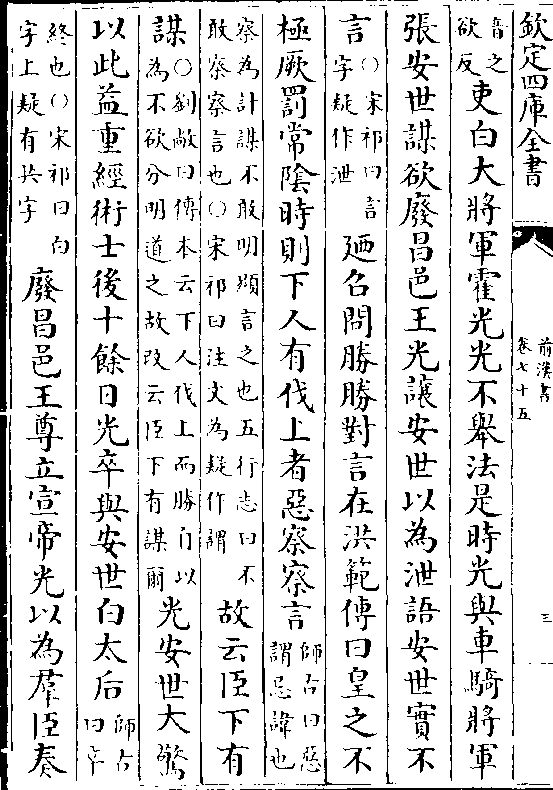 欽定四庫全書
前漢書
卷七十五
三
音之
欲反
吏白大將軍霍光光不舉法是時光與車騎將軍
張安世謀欲廢昌邑王光讓安世以為泄語安世實不
言
○宋祁曰言
字疑作泄
廼召問勝勝對言在洪範傳曰皇之不
極厥罰常陰時則下人有伐上者惡察察言
師古曰惡
謂忌諱也
察為計謀不敢明顯言之也五行志曰不
敢察察言也○宋祁曰注文為疑作謂
故云臣下有
謀
○劉敞曰傳本云下人伐上而勝自以
為不欲分明道之故改云臣下有謀爾
光安世大驚
以此益重經術士後十餘日光卒與安世白太后
師古
曰卒
終也○宋祁曰白
字上疑有共字
廢昌邑王尊立宣帝光以為羣臣奏